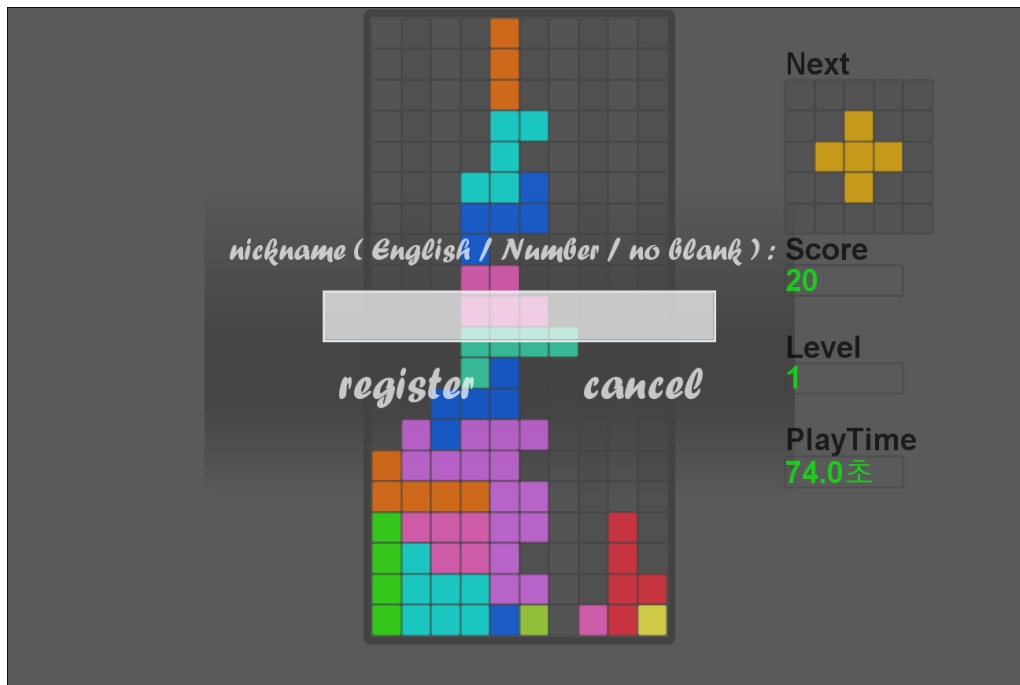 Next
nickname ( English / Number / no blank ) :
Score
20
register
cancel
Level
1
PlayTime
74.0초